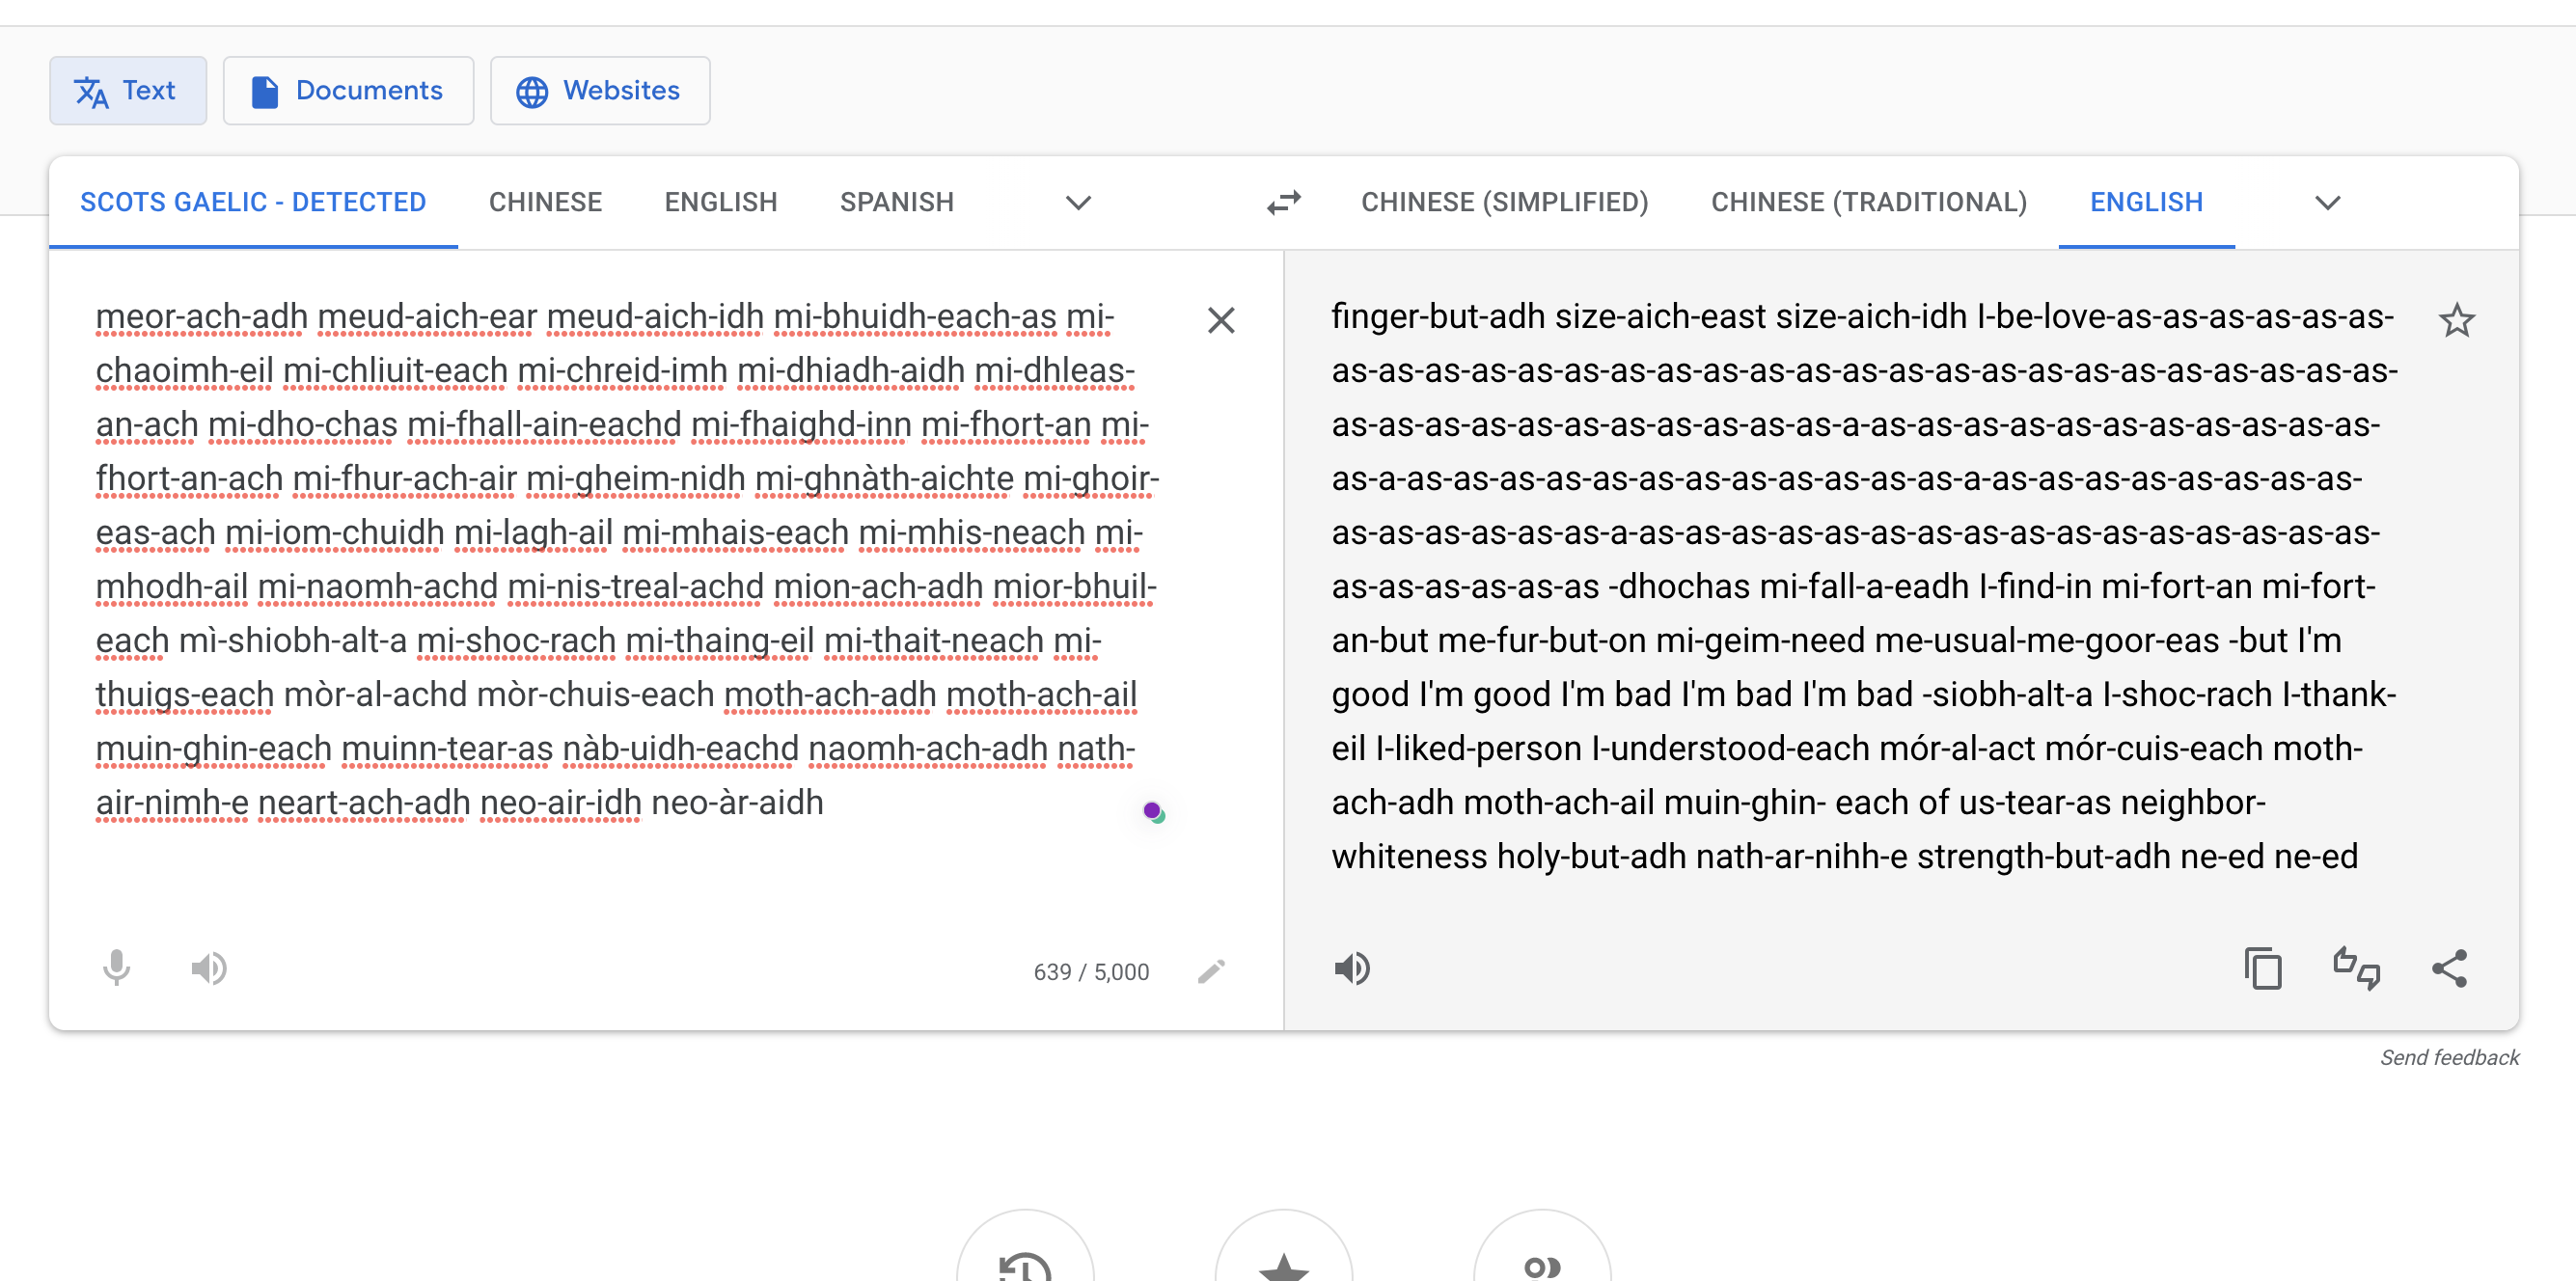 Text
Documents
Websites
SCOTS GAELIC - DETECTED
CHINESE
ENGLISH
SPANISH
CHINESE (SIMPLIFIED)
CHINESE (TRADITIONAL)
ENGLISH
meor-ach-adh meud-aich-ear meud-aich-idh mi-bhuidh-each-as mi-
chaoimh-eil mi-chliuit-each mi-chreid-imh mi-dhiadh-aidh mi-dhleas-
an-ach mi-dho-chas mi-fhall-ain-eachd mi-fhaighd-inn mi-fhort-an mi-
fhort-an-ach mi-fhur-ach-air mi-gheim-nidh mi-ghnàth-aichte mi-ghoir-
eas-ach mi-iom-chuidh mi-lagh-ail mi-mhais-each mi-mhis-neach mi-
mhodh-ail mi-naomh-achd mi-nis-treal-achd mion-ach-adh mior-bhuil-
each mì-shiobh-alt-a mi-shoc-rach mi-thaing-eil mi-thait-neach mi-
thuigs-each mòr-al-achd mòr-chuis-each moth-ach-adh moth-ach-ail
muin-ghin-each muinn-tear-as nàb-uidh-eachd naomh-ach-adh nath-
air-nimh-e neart-ach-adh neo-air-idh neo-àr-aidh
639 / 5,000
finger-but-adh size-aich-east size-aich-idh I-be-love-as-as-as-as-as-as-
as-as-as-as-as-as-as-as-as-as-as-as-as-as-as-as-as-as-as-as-as-as-as-
as-as-as-as-as-as-as-as-as-as-as-a-as-as-as-as-as-as-as-as-as-as-as-
as-a-as-as-as-as-as-as-as-as-as-as-as-as-a-as-as-as-as-as-as-as-as-
as-as-as-as-as-as-a-as-as-as-as-as-as-as-as-as-as-as-as-as-as-as-as-
as-as-as-as-as-as -dhochas mi-fall-a-eadh I-find-in mi-fort-an mi-fort-
an-but me-fur-but-on mi-geim-need me-usual-me-goor-eas -but I'm
good I'm good I'm bad I'm bad I'm bad -siobh-alt-a I-shoc-rach I-thank-
eil I-liked-person I-understood-each mór-al-act mór-cuis-each moth-
ach-adh moth-ach-ail muin-ghin- each of us-tear-as neighbor-
whiteness holy-but-adh nath-ar-nihh-e strength-but-adh ne-ed ne-ed
Send feedback